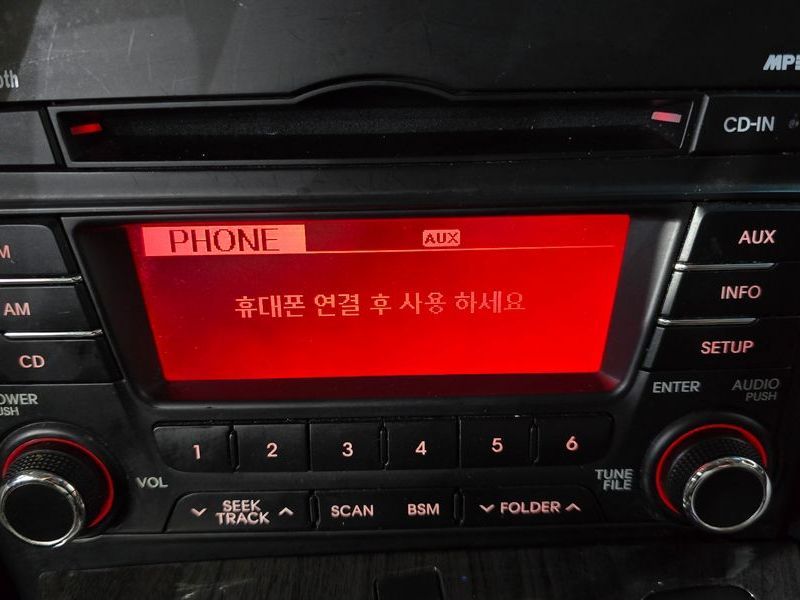 CD-IN
PHONE AUX
휴대폰 연결 후 사용 하세요
AM
CD
AUX
INFO
SETUP
ENTER
AUDIO
PUSH
VOL
1 2 3 4 5 6
SEEK
TRACK
SCAN
BSM
FOLDER
TUNE
FILE